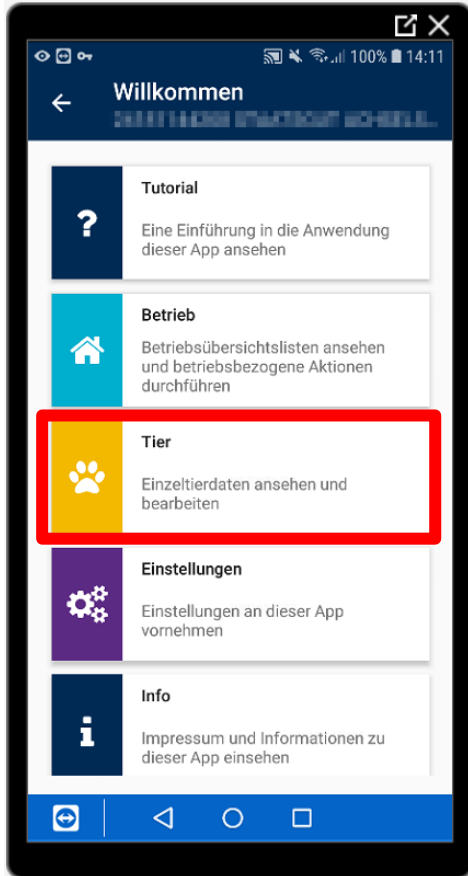 100% 14:11
Willkommen
Tutorial
Eine Einführung in die Anwendung
dieser App ansehen
Betrieb
Betriebsübersichtslisten ansehen
und betriebsbezogene Aktionen
durchführen
Tier
Einzeltierdaten ansehen und
bearbeiten
Einstellungen
Einstellungen an dieser App
vornehmen
Info
Impressum und Informationen zu
dieser App einsehen